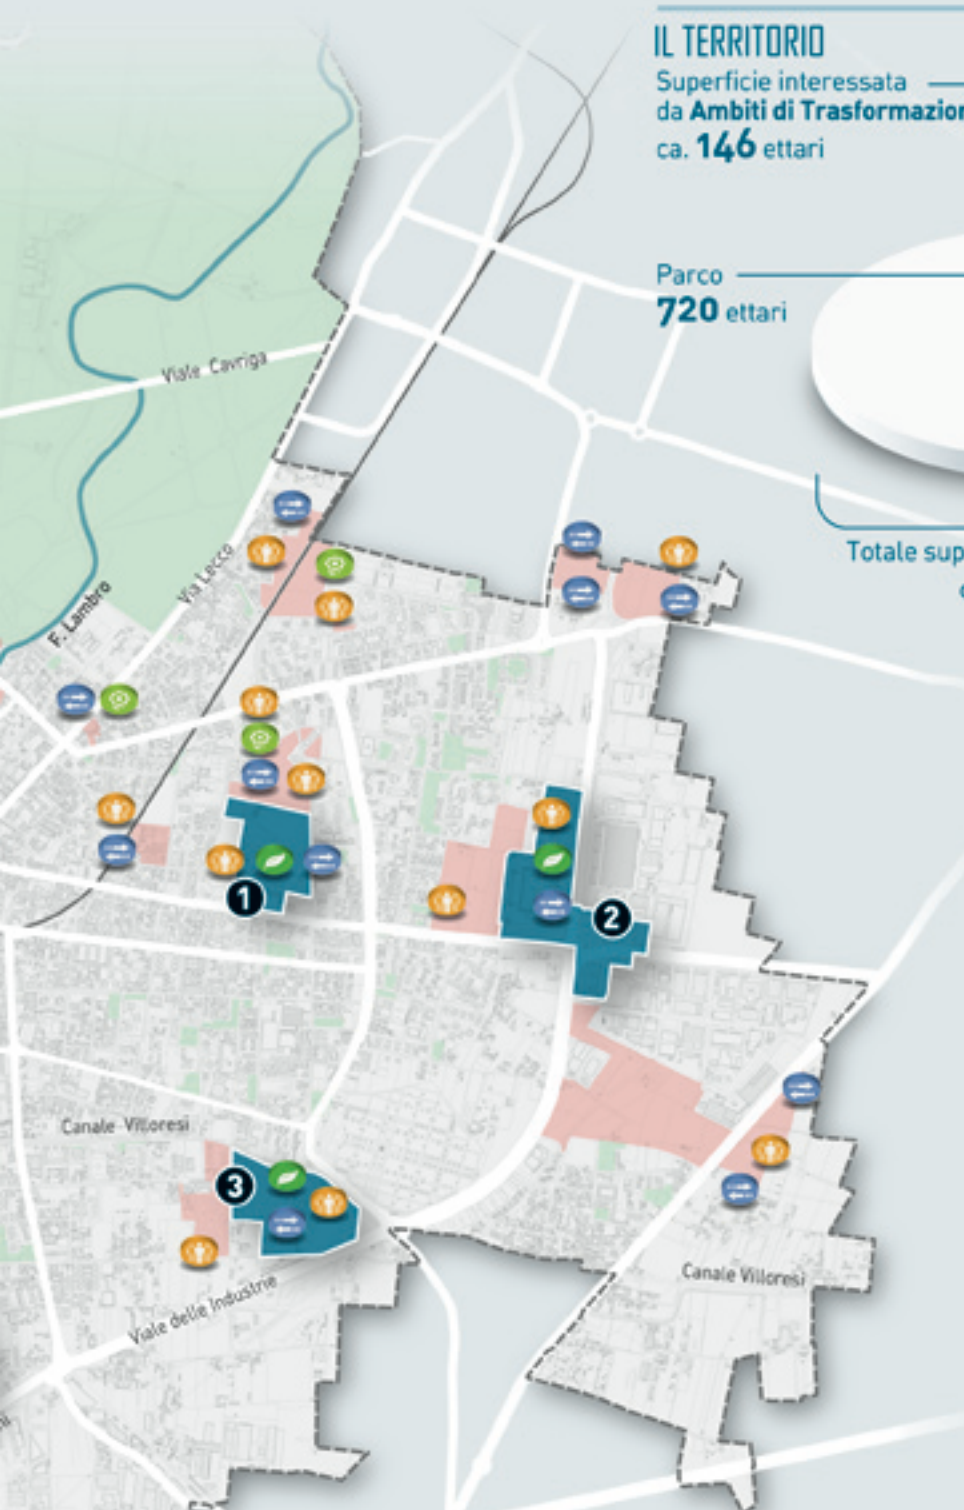 IL TERRITORIO
Superficie interessata
da Ambiti di Trasformazion
ca. 146 ettari
Parco
720 ettari
Totale sup
Viale Cavriga
Via Lecco
F. Lambro
1
2
3
Canale Villoresi
Viale delle Industrie
Canale Villoresi